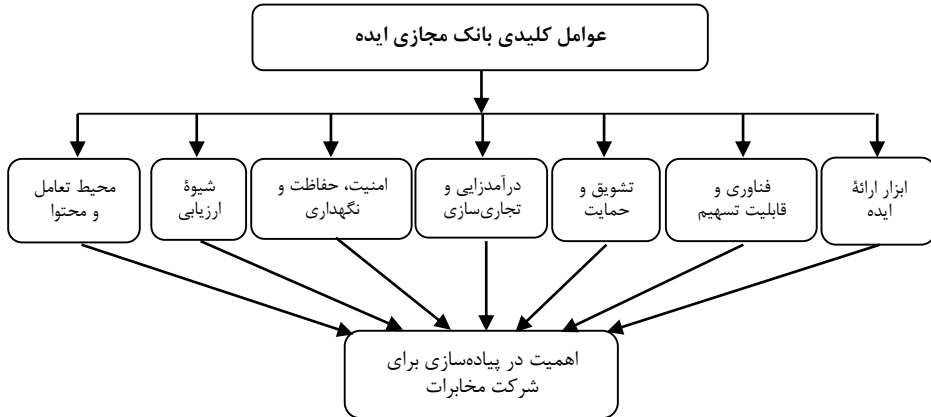 عوامل کلیدی بانک مجازی ایده
ابزار ارائهٔ
ایده
فناوری و
قابلیت تسهیم
تشویق و
حمایت
درآمدزایی و
تجاری‌سازی
امنیت، حفاظت و
نگهداری
شیوهٔ
ارزیابی
محیط تعامل
و محتوا
اهمیت در پیاده‌سازی برای
شرکت مخابرات